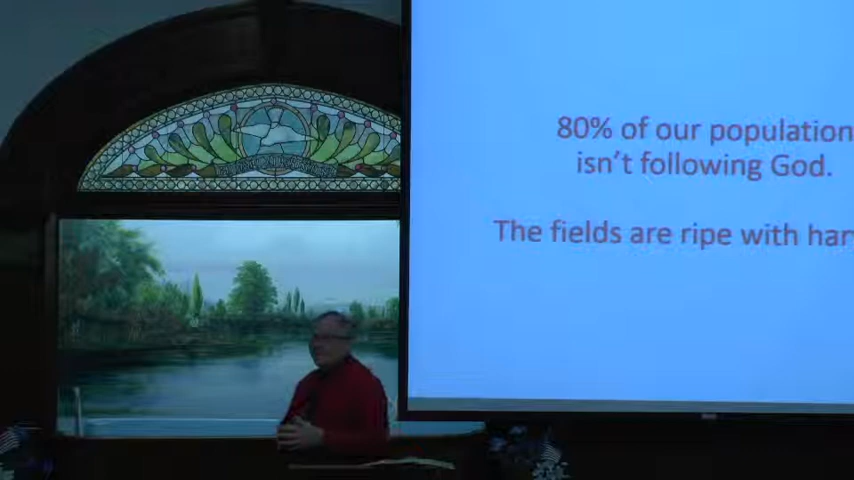 80% of our population
isn't following God.
The fields are ripe with har